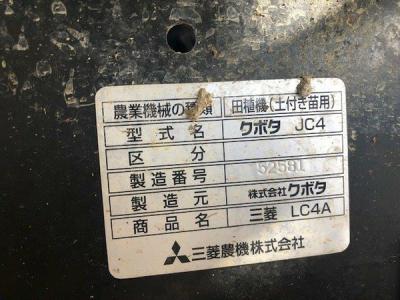 農業機械の種類 田植機(土付き苗用)
型式名 クボタ JC4
区分
製造番号 52581
製造元 株式会社クボタ
商品名 三菱 LC4A
三菱農機株式会社